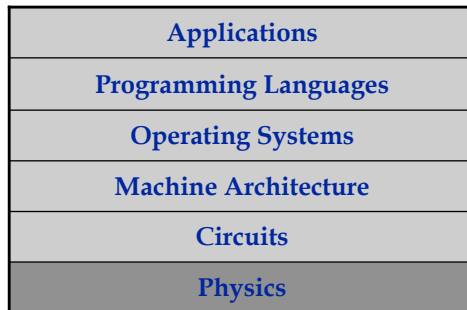 Applications
Programming Languages
Operating Systems
Machine Architecture
Circuits
Physics